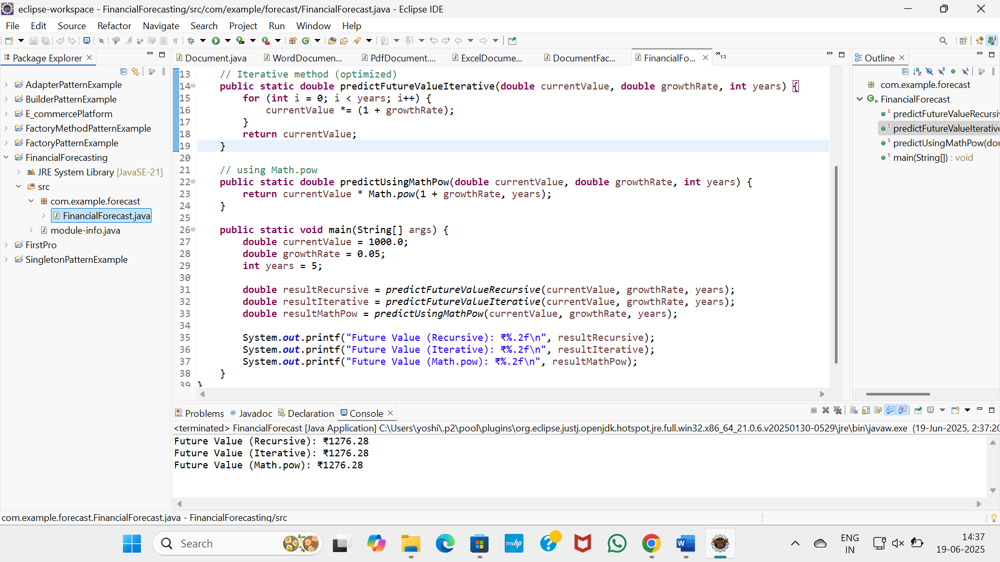 eclipse-workspace - FinancialForecasting/src/com/example/forecast/FinancialForecast.java - Eclipse IDE
File Edit Source Refactor Navigate Search Project Run Window Help
Package Explorer
AdapterPatternExample
BuilderPatternExample
E_commercePlatform
FactoryMethodPatternExample
FactoryPatternExample
FinancialForecasting
JRE System Library [JavaSE-21]
src
com.example.forecast
FinancialForecast.java
module-info.java
FirstPro
SingletonPatternExample
Document.java WordDocumen... PdfDocument.... ExcelDocume... DocumentFac... FinancialFo... »13
13 // Iterative method (optimized)
14 public static double predictFutureValueIterative(double currentValue, double growthRate, int years) {
15 for (int i = 0; i < years; i++) {
16 currentValue *= (1 + growthRate);
17 }
18 return currentValue;
19 }
20
21 // using Math.pow
22 public static double predictUsingMathPow(double currentValue, double growthRate, int years) {
23 return currentValue * Math.pow(1 + growthRate, years);
24 }
25
26 public static void main(String[] args) {
27 double currentValue = 1000.0;
28 double growthRate = 0.05;
29 int years = 5;
30
31 double resultRecursive = predictFutureValueRecursive(currentValue, growthRate, years);
32 double resultIterative = predictFutureValueIterative(currentValue, growthRate, years);
33 double resultMathPow = predictUsingMathPow(currentValue, growthRate, years);
34
35 System.out.printf("Future Value (Recursive): ₹%.2f\n", resultRecursive);
36 System.out.printf("Future Value (Iterative): ₹%.2f\n", resultIterative);
37 System.out.printf("Future Value (Math.pow): ₹%.2f\n", resultMathPow);
38 }
39 }
Outline
com.example.forecast
FinancialForecast
predictFutureValueRecursi
predictFutureValueIterative
predictUsingMathPow(dou
main(String[]) : void
Problems Javadoc Declaration Console
<terminated> FinancialForecast [Java Application] C:\Users\yoshi\.p2\pool\plugins\org.eclipse.justj.openjdk.hotspot.jre.full.win32.x86_64_21.0.6.v20250130-0529\jre\bin\javaw.exe (19-Jun-2025, 2:37:20
Future Value (Recursive): ₹1276.28
Future Value (Iterative): ₹1276.28
Future Value (Math.pow): ₹1276.28
com.example.forecast.FinancialForecast.java - FinancialForecasting/src
Search
myhp
ENG
IN
14:37
19-06-2025